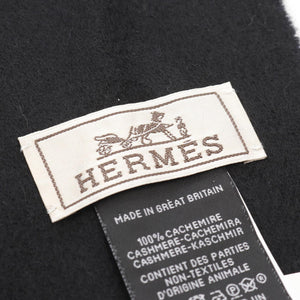 HERMES
MADE IN GREAT BRITAIN
100% CACHEMIRE
CASHMERE-CACHEMIRA
CASHMERE-KASCHMIR
CONTIENT DES PARTIES
NON-TEXTILES
D'ORIGINE ANIMALE